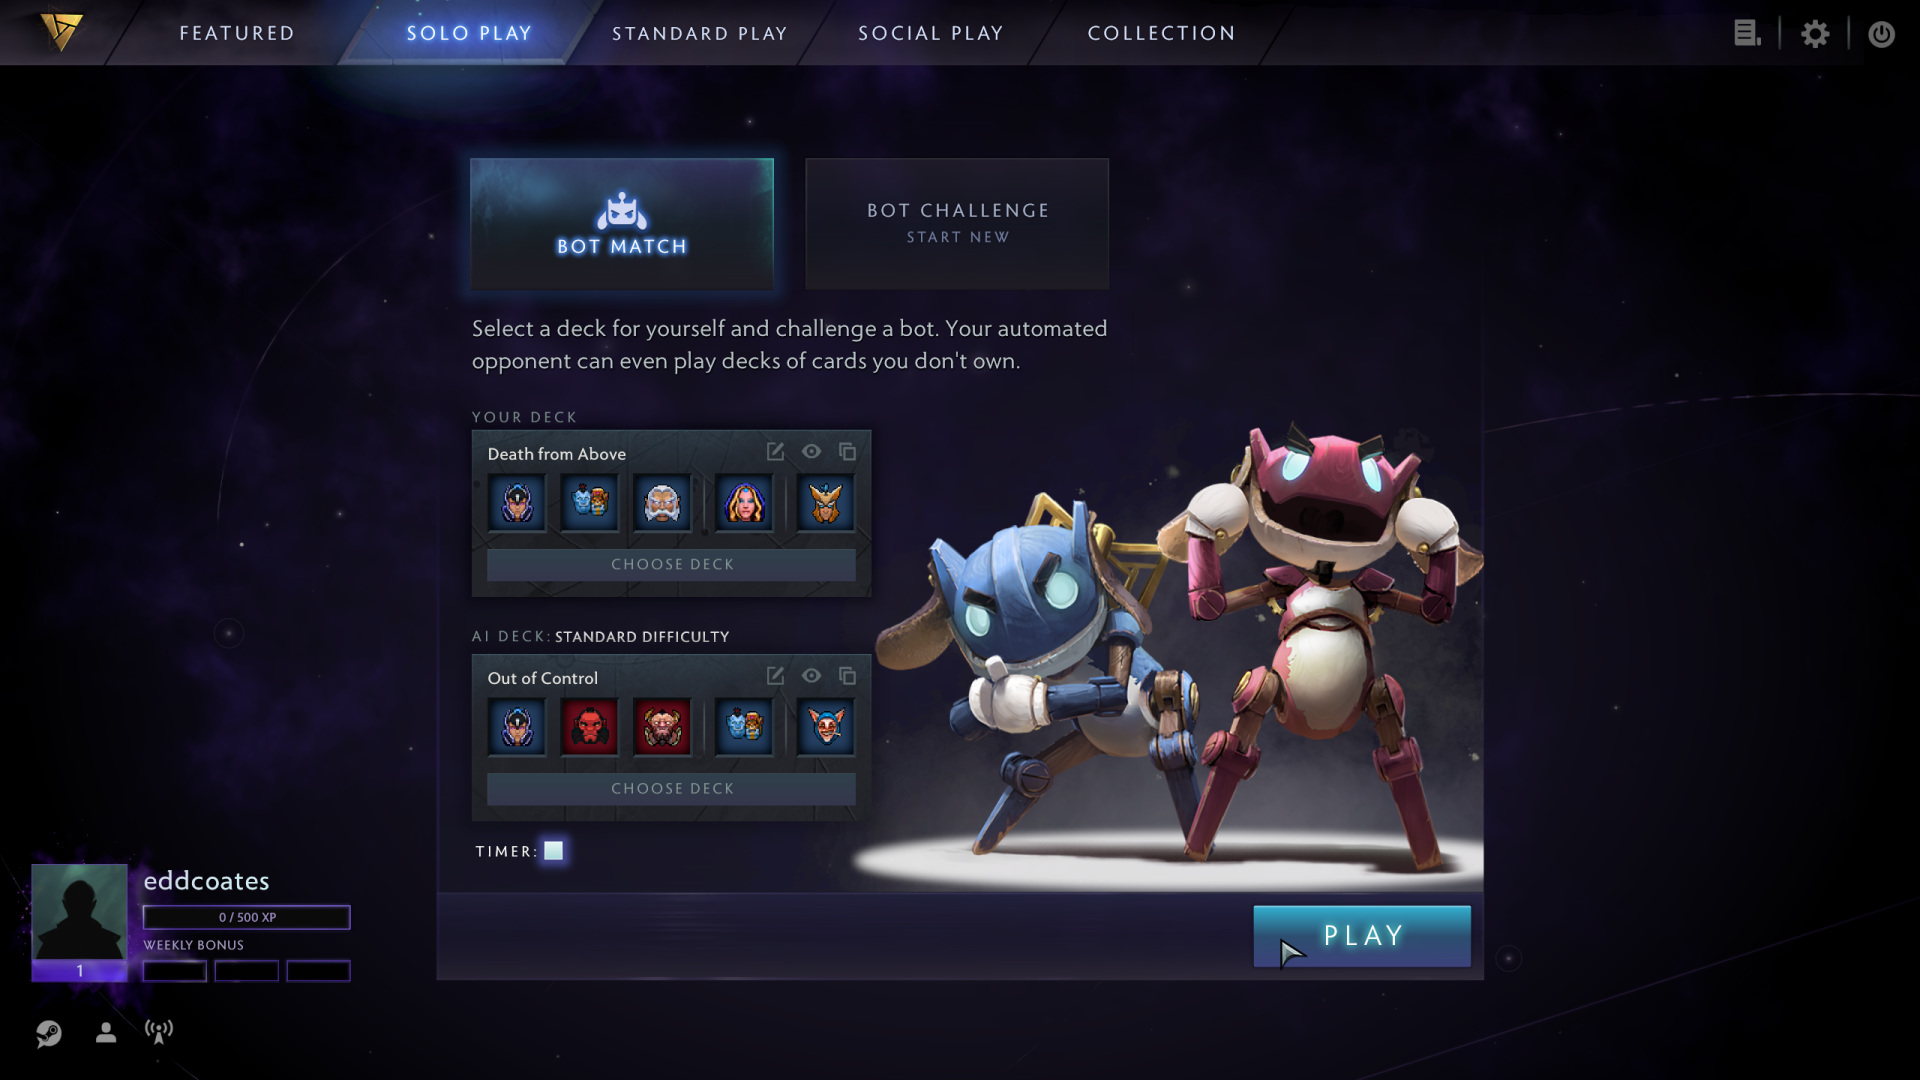 FEATURED
SOLO PLAY
STANDARD PLAY
SOCIAL PLAY
COLLECTION
BOT MATCH
BOT CHALLENGE
START NEW
Select a deck for yourself and challenge a bot. Your automated
opponent can even play decks of cards you don't own.
YOUR DECK
Death from Above
CHOOSE DECK
AI DECK: STANDARD DIFFICULTY
Out of Control
CHOOSE DECK
TIMER:
eddcoates
0 / 500 XP
WEEKLY BONUS
1
PLAY